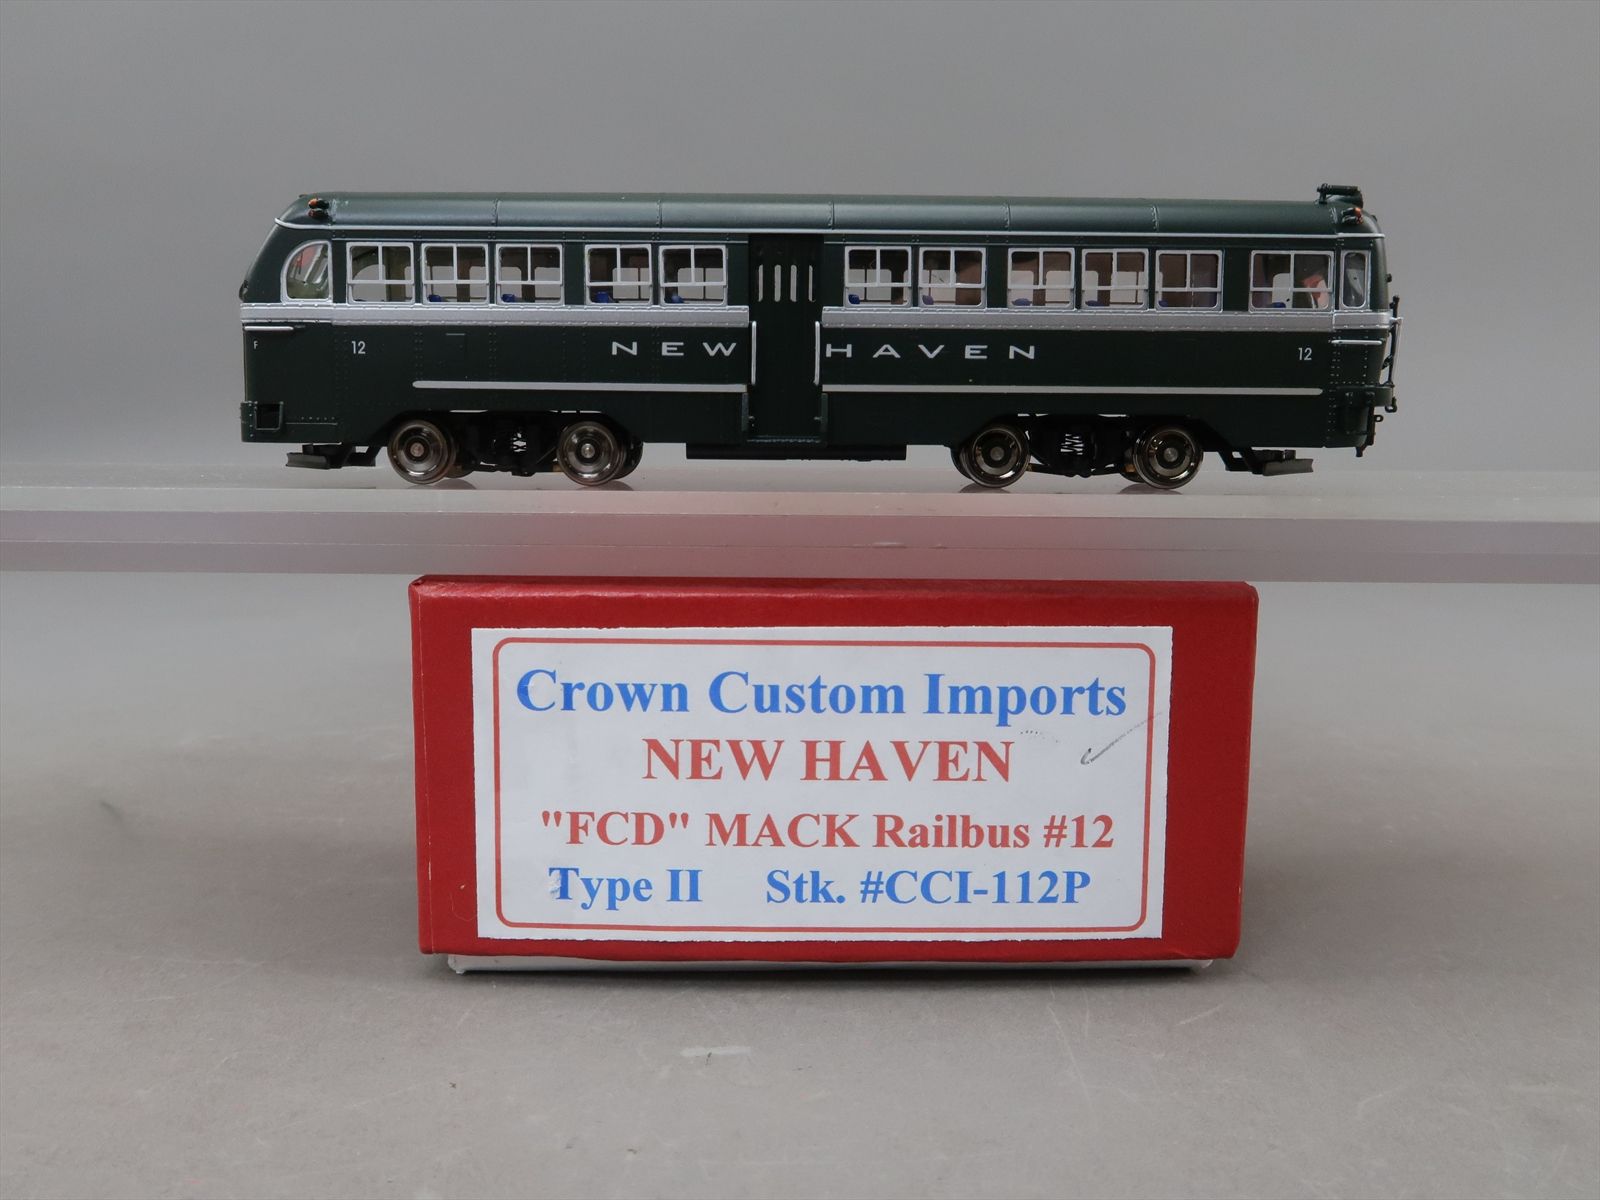 F 12 NEW HAVEN 12
Crown Custom Imports
NEW HAVEN
"FCD" MACK Railbus #12
Type II Stk. #CCI-112P